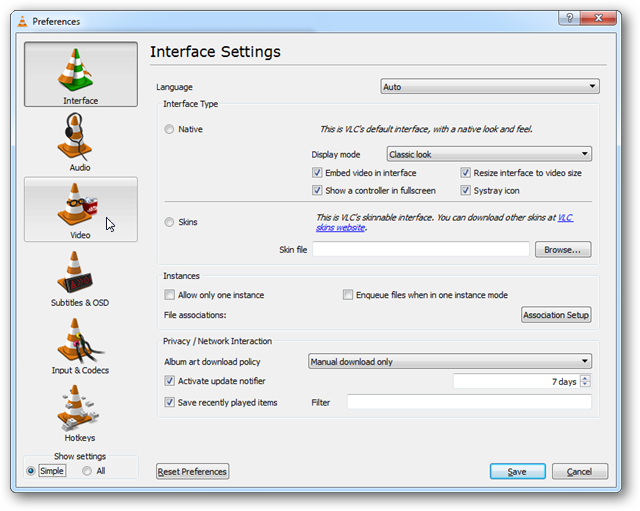 Preferences
Interface Settings
Interface
Audio
Video
Subtitles & OSD
Input & Codecs
Hotkeys
Show settings
Simple All
Language Auto
Interface Type
Native This is VLC's default interface, with a native look and feel.
Display mode Classic look
Embed video in interface Resize interface to video size
Show a controller in fullscreen Systray icon
Skins This is VLC's skinnable interface. You can download other skins at VLC
skins website.
Skin file Browse...
Instances
Allow only one instance Enqueue files when in one instance mode
File associations: Association Setup
Privacy / Network Interaction
Album art download policy Manual download only
Activate update notifier 7 days
Save recently played items Filter
Reset Preferences Save Cancel